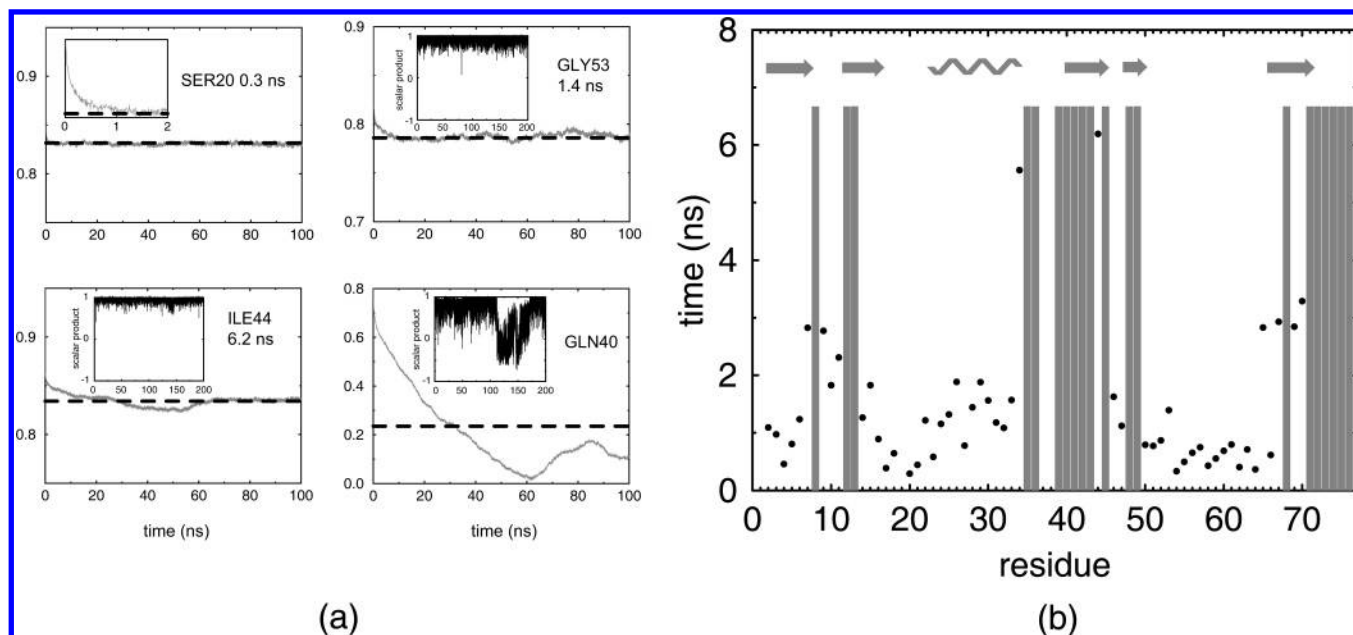 0.9
0.8
0 20 40 60 80 100
0 1 2
SER20 0.3 ns
0.9
0.8
0.7
0 20 40 60 80 100
scalar product
1
0
-1
0 50 100 150 200
GLY53
1.4 ns
0.9
0.8
0 20 40 60 80 100
scalar product
1
0
-1
0 50 100 150 200
ILE44
6.2 ns
time (ns)
0.8
0.6
0.4
0.2
0.0
0 20 40 60 80 100
scalar product
1
0
-1
0 50 100 150 200
GLN40
time (ns)
(a)
8
6
4
2
0
time (ns)
0 10 20 30 40 50 60 70
residue
(b)